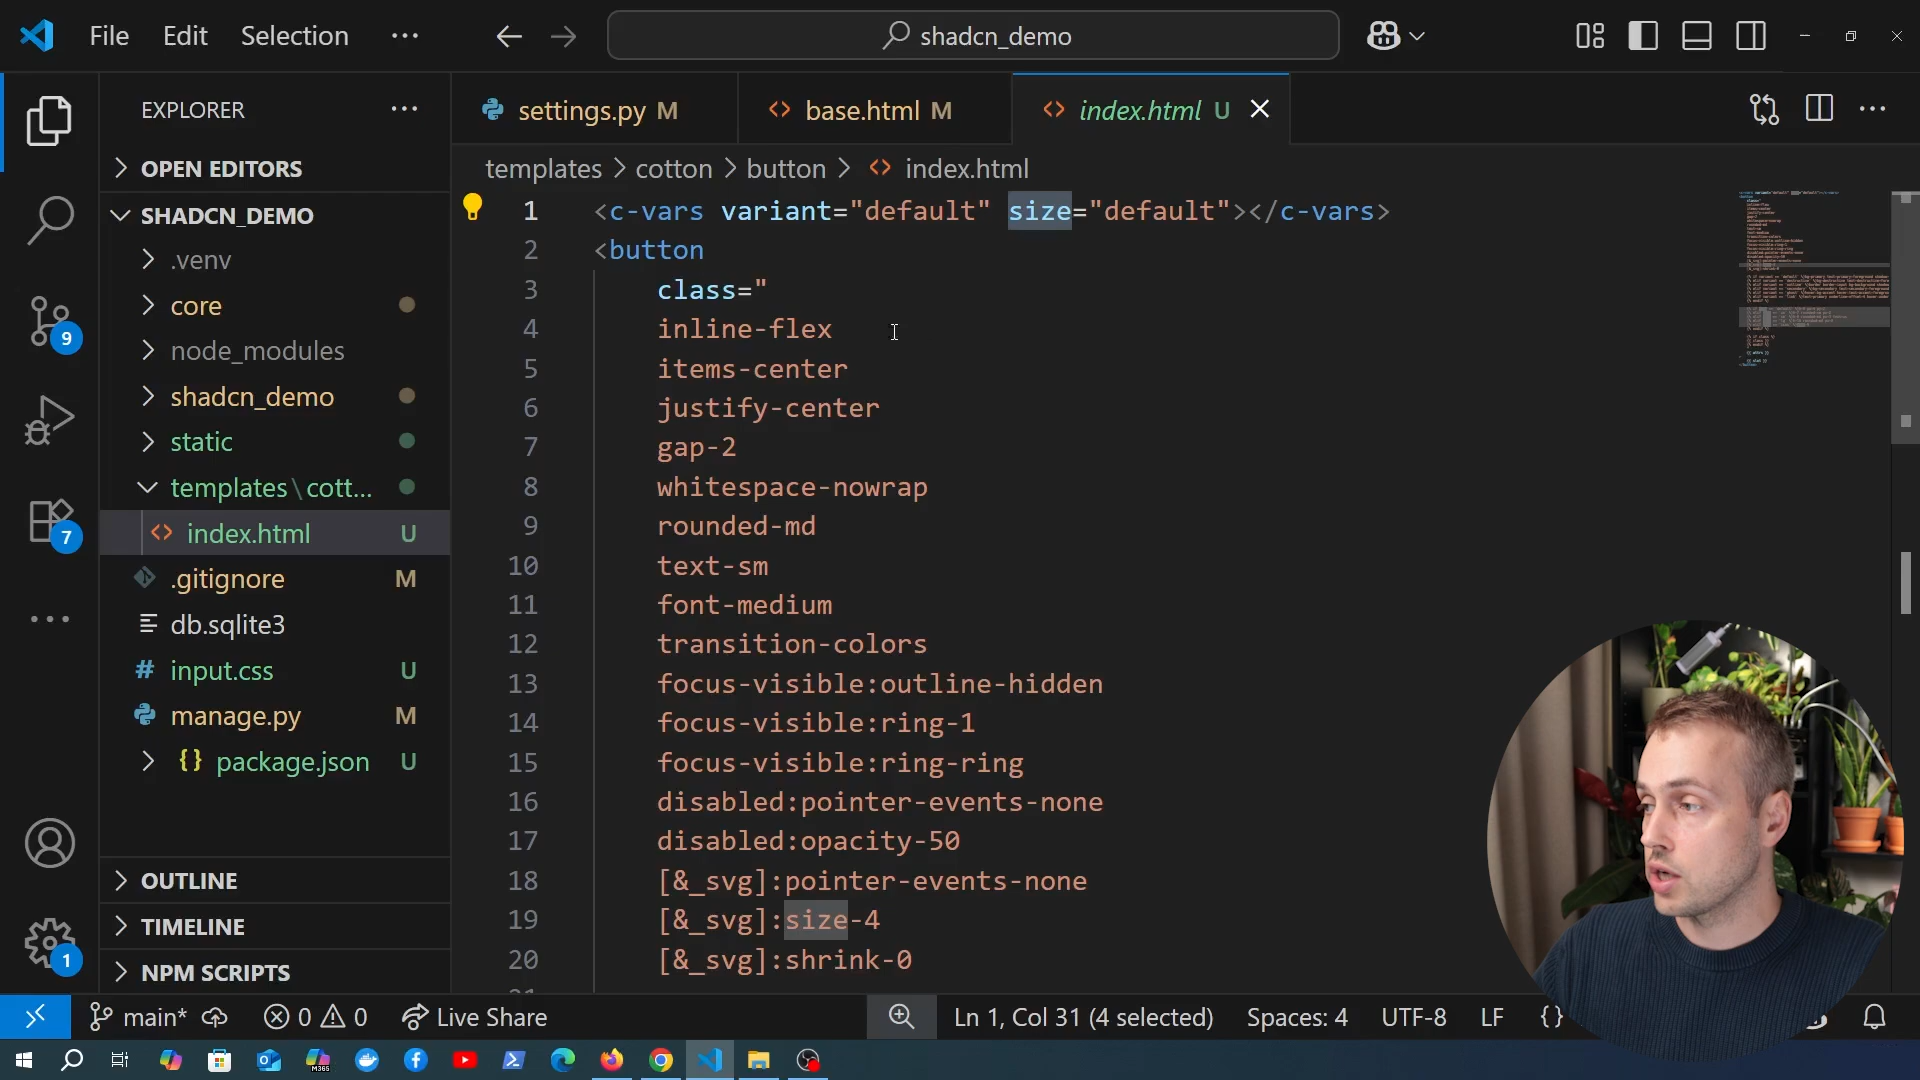 File Edit Selection ··· shadcn_demo
EXPLORER ···
settings.py M base.html M index.html U
OPEN EDITORS
templates > cotton > button > index.html
SHADCN_DEMO
.venv
core
node_modules
shadcn_demo
static
templates\cott...
index.html U
.gitignore M
db.sqlite3
input.css U
manage.py M
{} package.json U
OUTLINE
TIMELINE
NPM SCRIPTS
9
7
1
1 <c-vars variant="default" size="default"></c-vars>
2 <button
3 class="
4 inline-flex
5 items-center
6 justify-center
7 gap-2
8 whitespace-nowrap
9 rounded-md
10 text-sm
11 font-medium
12 transition-colors
13 focus-visible:outline-hidden
14 focus-visible:ring-1
15 focus-visible:ring-ring
16 disabled:pointer-events-none
17 disabled:opacity-50
18 [&_svg]:pointer-events-none
19 [&_svg]:size-4
20 [&_svg]:shrink-0
main* 0 0 Live Share Ln 1, Col 31 (4 selected) Spaces: 4 UTF-8 LF {}